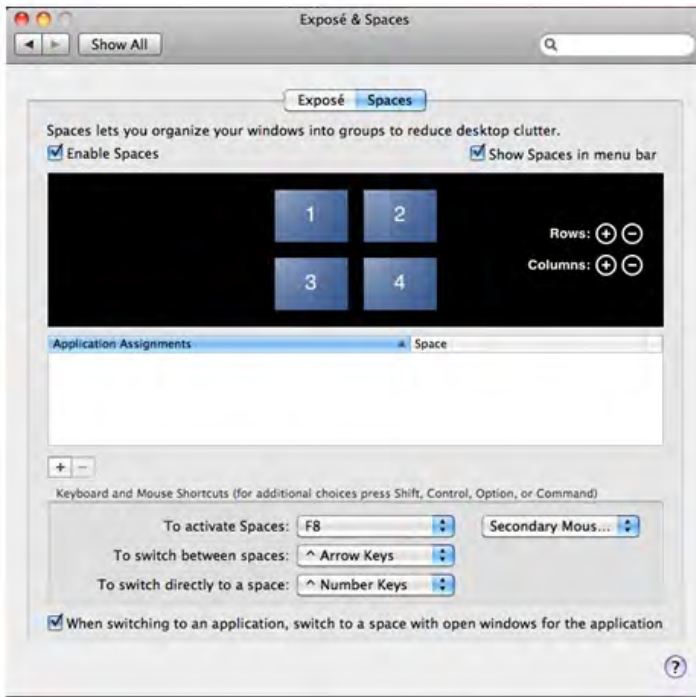 Exposé & Spaces
Show All
Exposé Spaces
Spaces lets you organize your windows into groups to reduce desktop clutter.
Enable Spaces Show Spaces in menu bar
1 2
Rows: + −
Columns: + −
3 4
Application Assignments Space
+ −
Keyboard and Mouse Shortcuts (for additional choices press Shift, Control, Option, or Command)
To activate Spaces: F8 Secondary Mous...
To switch between spaces: ^ Arrow Keys
To switch directly to a space: ^ Number Keys
When switching to an application, switch to a space with open windows for the application
?